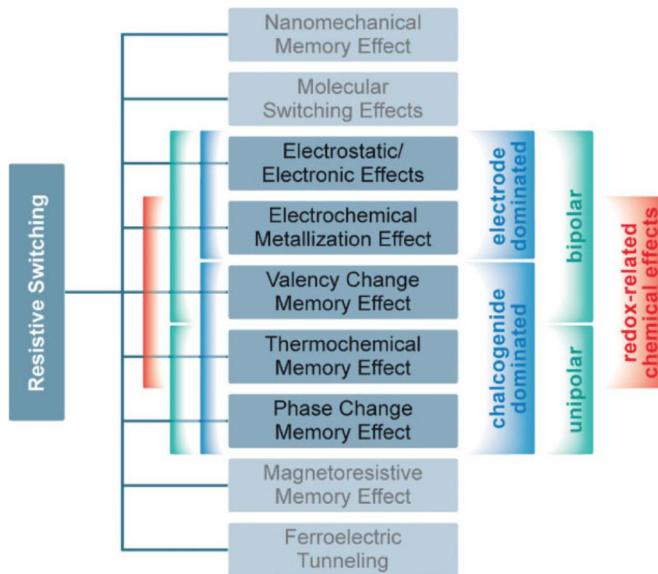 Resistive Switching
Nanomechanical
Memory Effect
Molecular
Switching Effects
Electrostatic/
Electronic Effects
Electrochemical
Metallization Effect
Valency Change
Memory Effect
Thermochemical
Memory Effect
Phase Change
Memory Effect
Magnetoresistive
Memory Effect
Ferroelectric
Tunneling
electrode
dominated
chalcogenide
dominated
bipolar
unipolar
redox-related
chemical effects